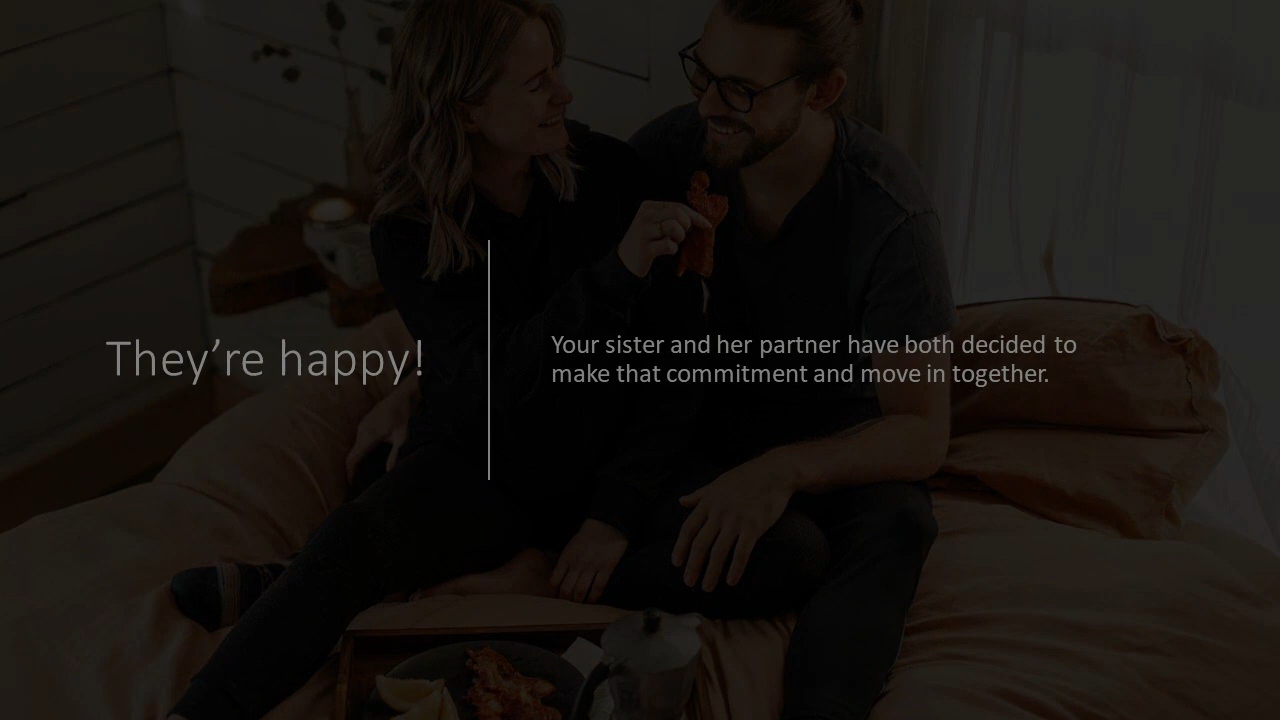 They’re happy!
Your sister and her partner have both decided to
make that commitment and move in together.